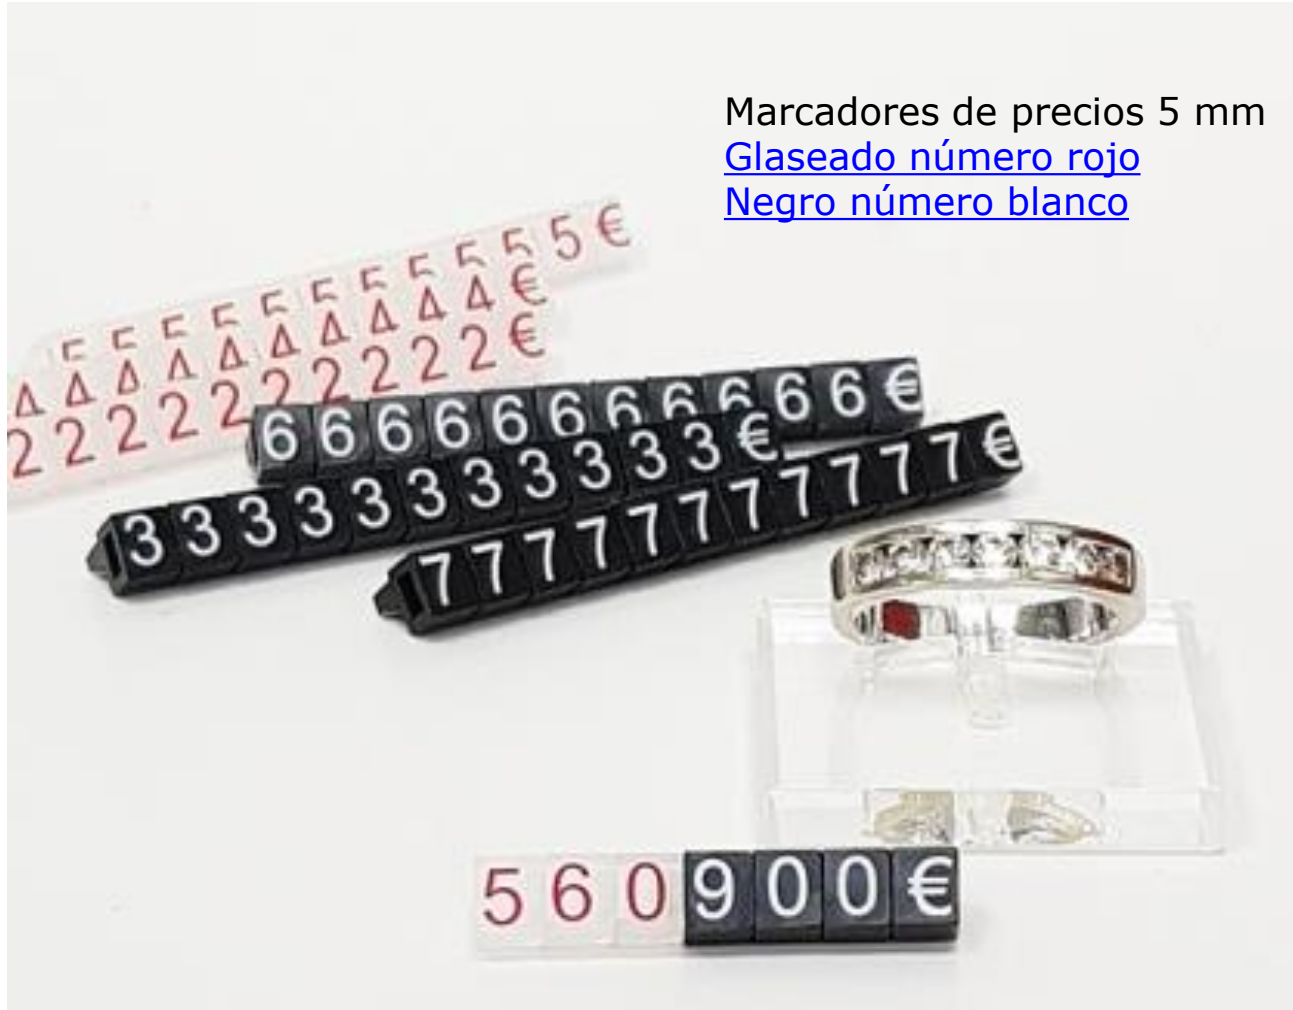 Marcadores de precios 5 mm
Glaseado número rojo
Negro número blanco
5 5 5 5 5 5 5 5 5 5 5 €
4 4 4 4 4 4 4 4 4 4 €
2 2 2 2 2 2 2 2 2 2 €
6 6 6 6 6 6 6 6 6 6 6 €
3 3 3 3 3 3 3 3 3 3 3 €
7 7 7 7 7 7 7 7 7 7 7 €
5 6 0 9 0 0 €